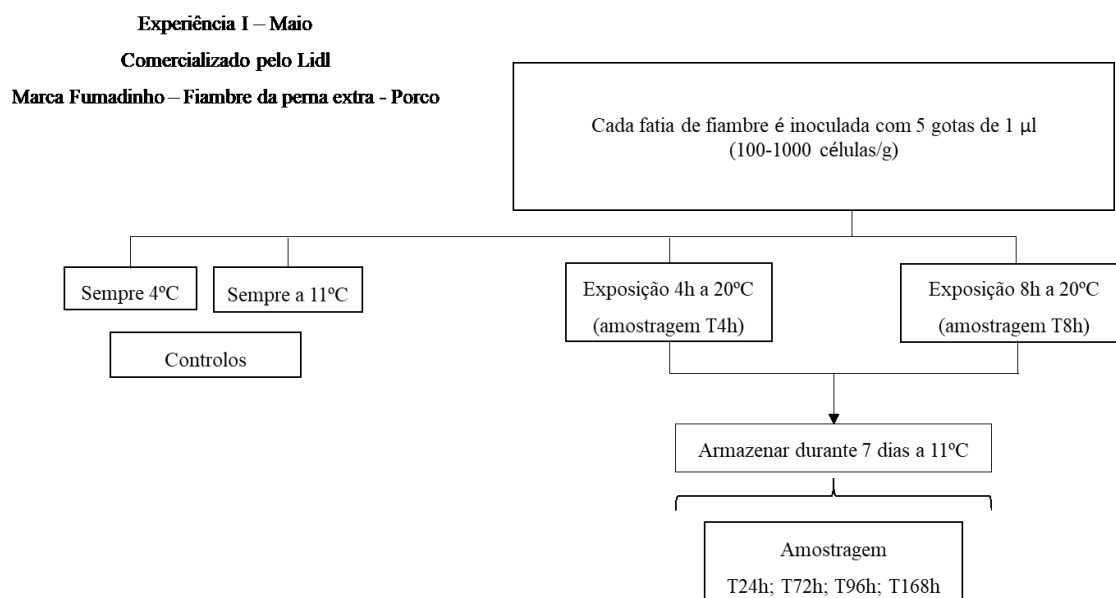 Experiência I – Maio
Comercializado pelo Lidl
Marca Fumadinho – Fiambre da perna extra - Porco
Cada fatia de fiambre é inoculada com 5 gotas de 1 µl
(100-1000 células/g)
Sempre 4ºC
Sempre a 11ºC
Controlos
Exposição 4h a 20ºC
(amostragem T4h)
Exposição 8h a 20ºC
(amostragem T8h)
Armazenar durante 7 dias a 11ºC
Amostragem
T24h; T72h; T96h; T168h